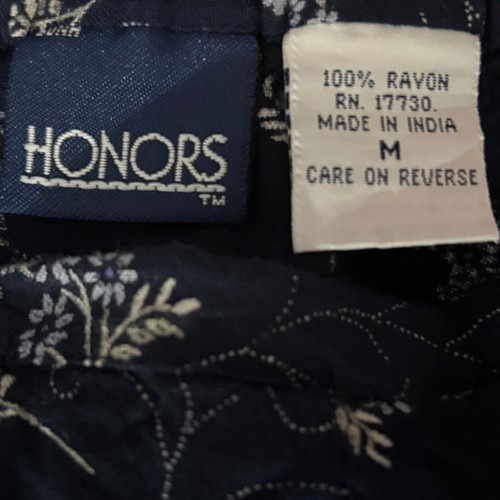 HONORS
TM
100% RAYON
RN. 17730.
MADE IN INDIA
M
CARE ON REVERSE